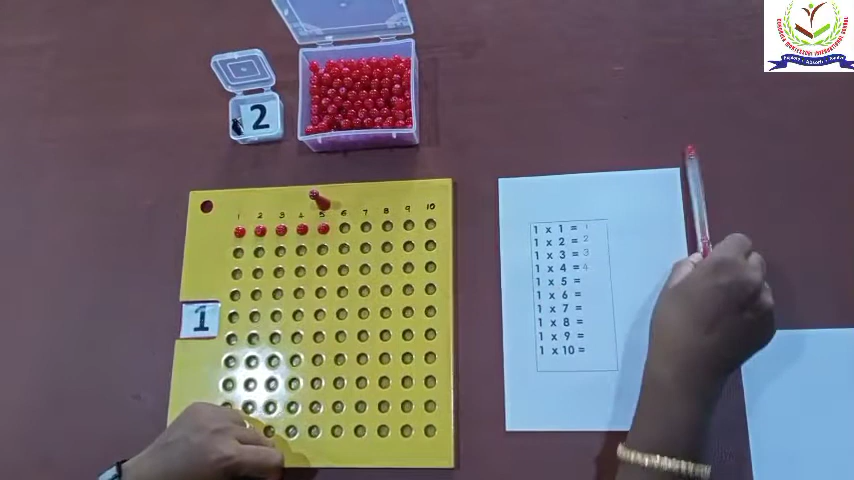 2
1 2 3 4 5 6 7 8 9 10
1
1 x 1 = 1
1 x 2 = 2
1 x 3 = 3
1 x 4 = 4
1 x 5 =
1 x 6 =
1 x 7 =
1 x 8 =
1 x 9 =
1 x 10 =